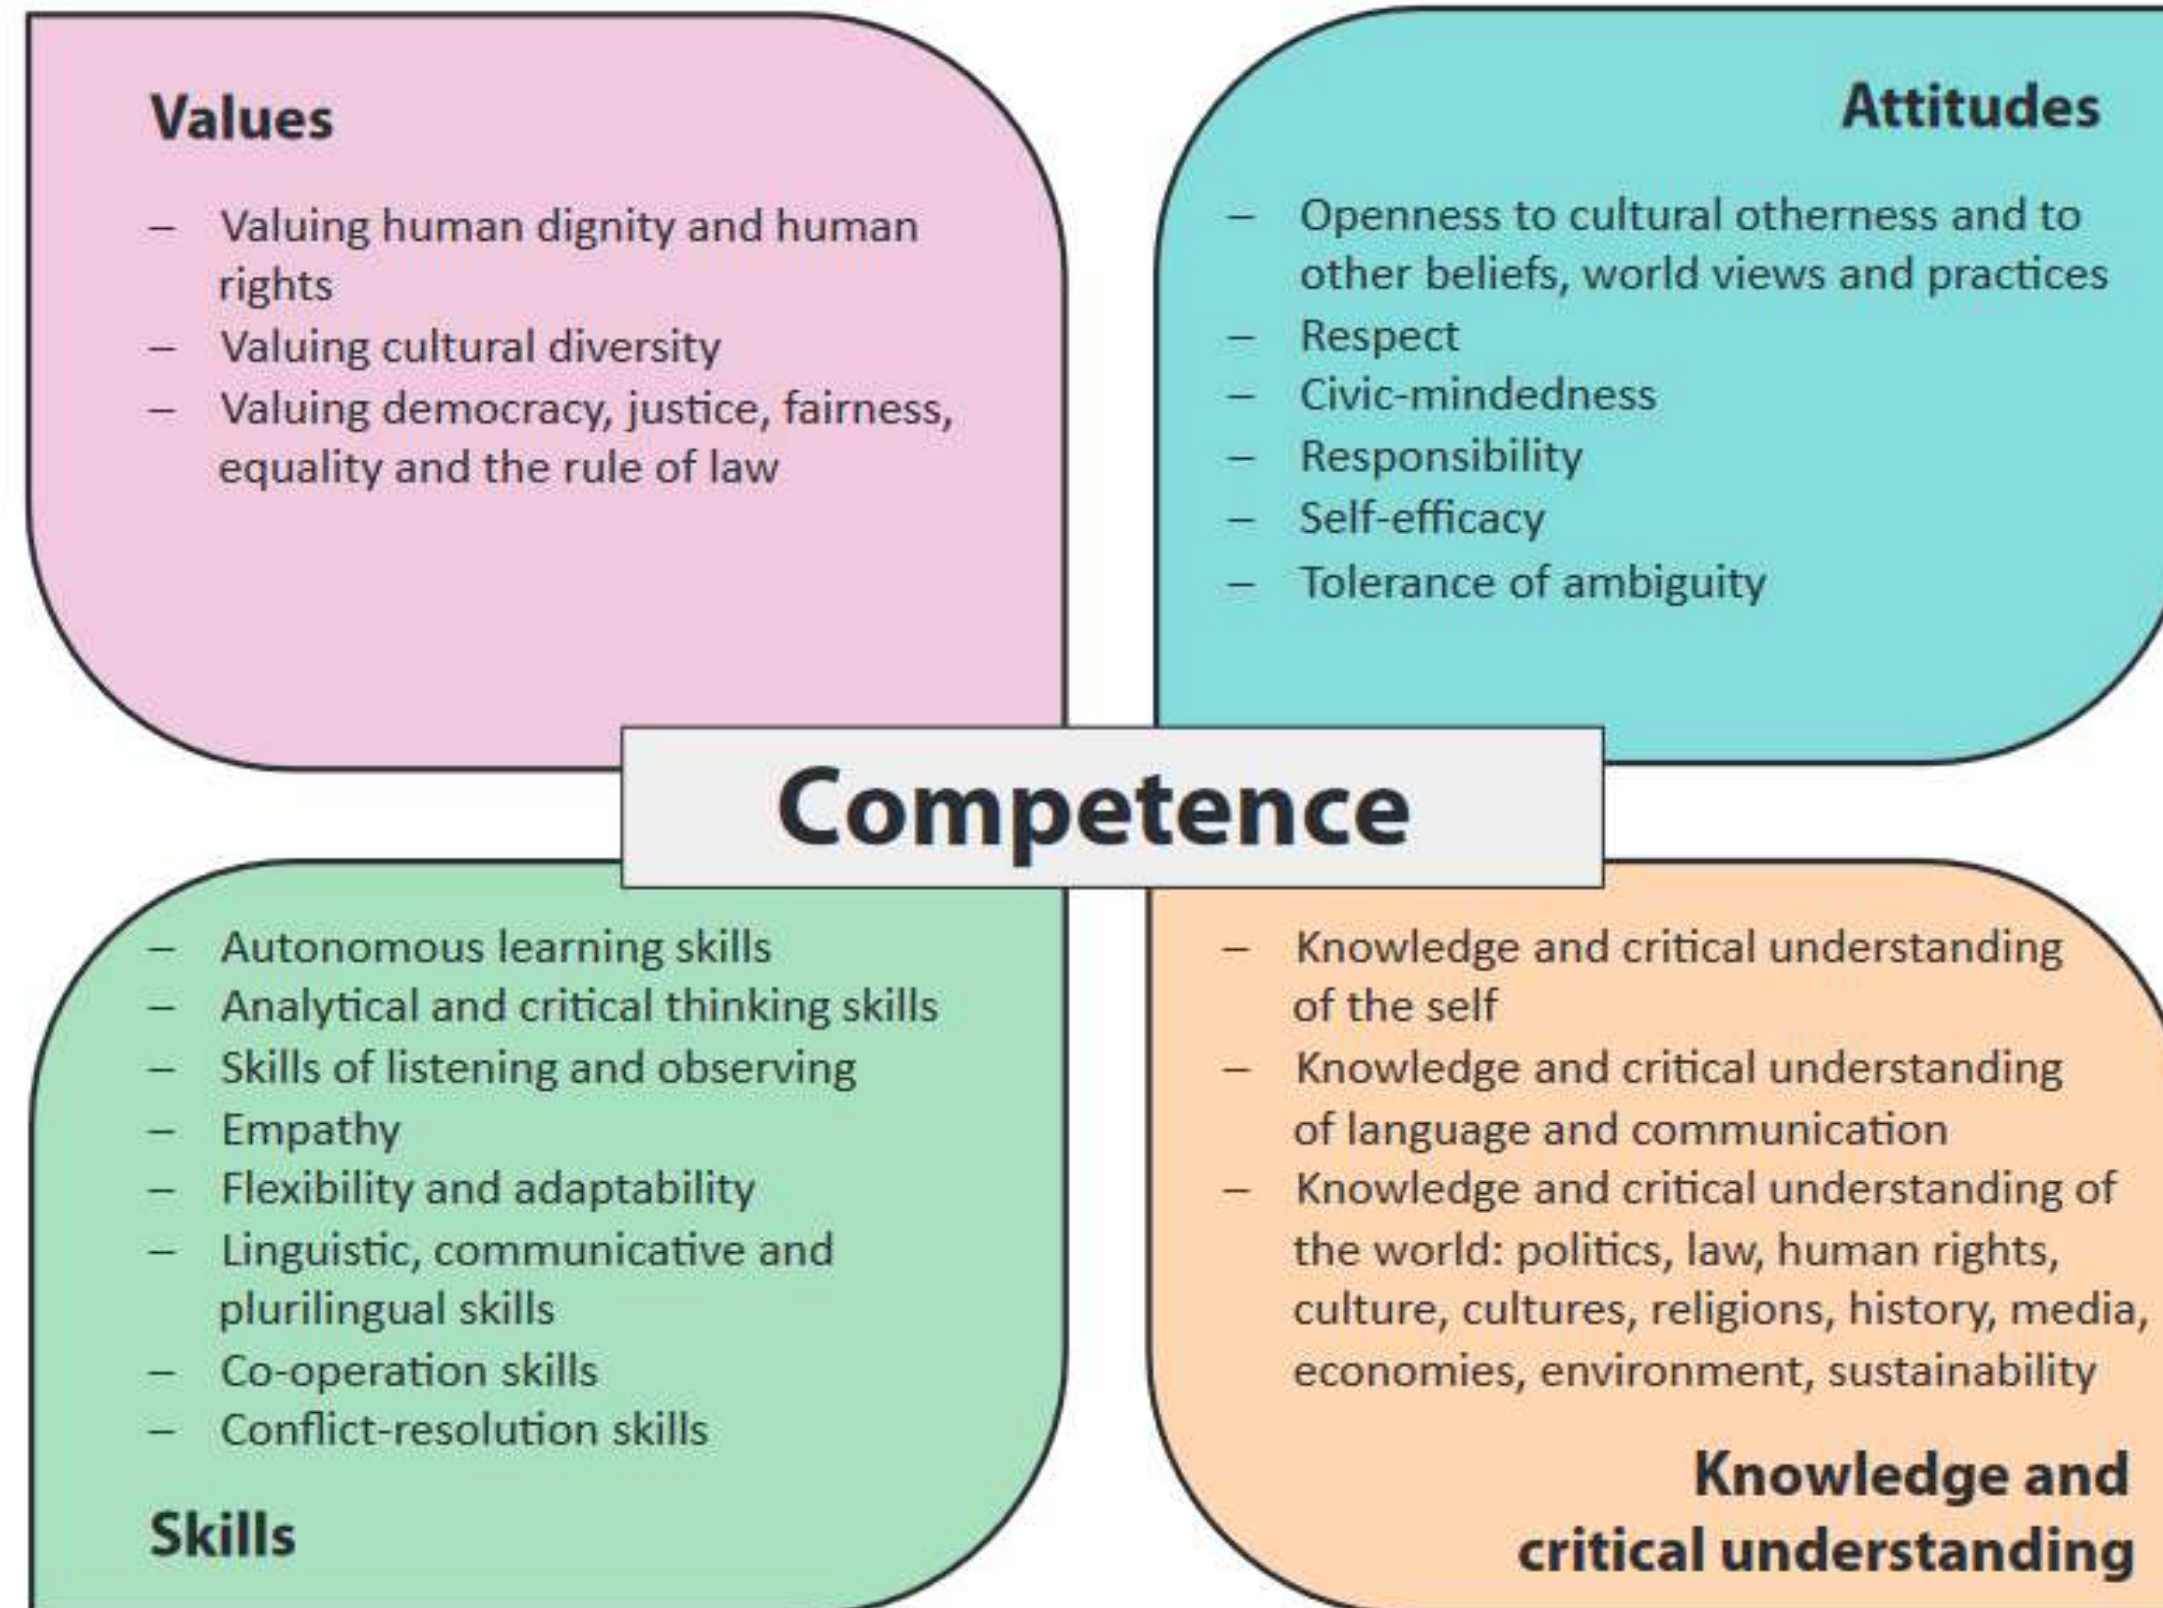 Values
– Valuing human dignity and human
rights
– Valuing cultural diversity
– Valuing democracy, justice, fairness,
equality and the rule of law
Attitudes
– Openness to cultural otherness and to
other beliefs, world views and practices
– Respect
– Civic-mindedness
– Responsibility
– Self-efficacy
– Tolerance of ambiguity
Competence
– Autonomous learning skills
– Analytical and critical thinking skills
– Skills of listening and observing
– Empathy
– Flexibility and adaptability
– Linguistic, communicative and
plurilingual skills
– Co-operation skills
– Conflict-resolution skills
Skills
– Knowledge and critical understanding
of the self
– Knowledge and critical understanding
of language and communication
– Knowledge and critical understanding of
the world: politics, law, human rights,
culture, cultures, religions, history, media,
economies, environment, sustainability
Knowledge and
critical understanding